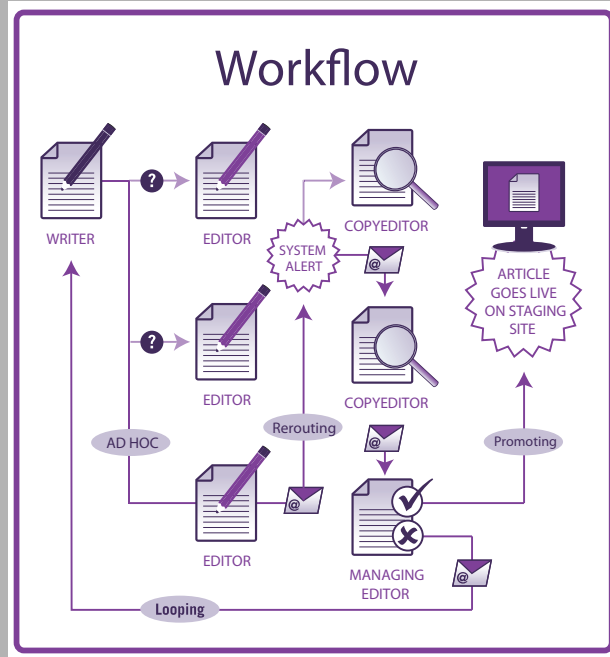 Workflow
WRITER
?
EDITOR
SYSTEM
ALERT
COPYEDITOR
@
ARTICLE
GOES LIVE
ON STAGING
SITE
?
EDITOR
COPYEDITOR
AD HOC
Rerouting
@
Promoting
EDITOR
@
MANAGING
EDITOR
@
Looping